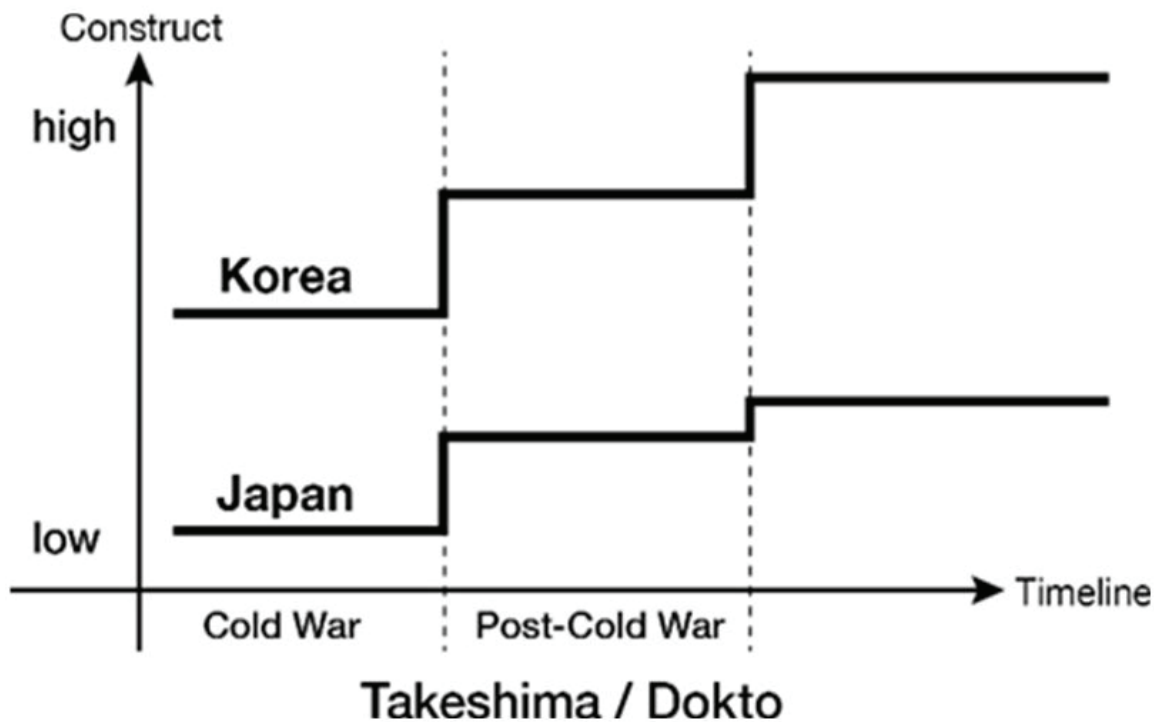 Construct
high
Korea
Japan
low
Timeline
Cold War
Post-Cold War
Takeshima / Dokto